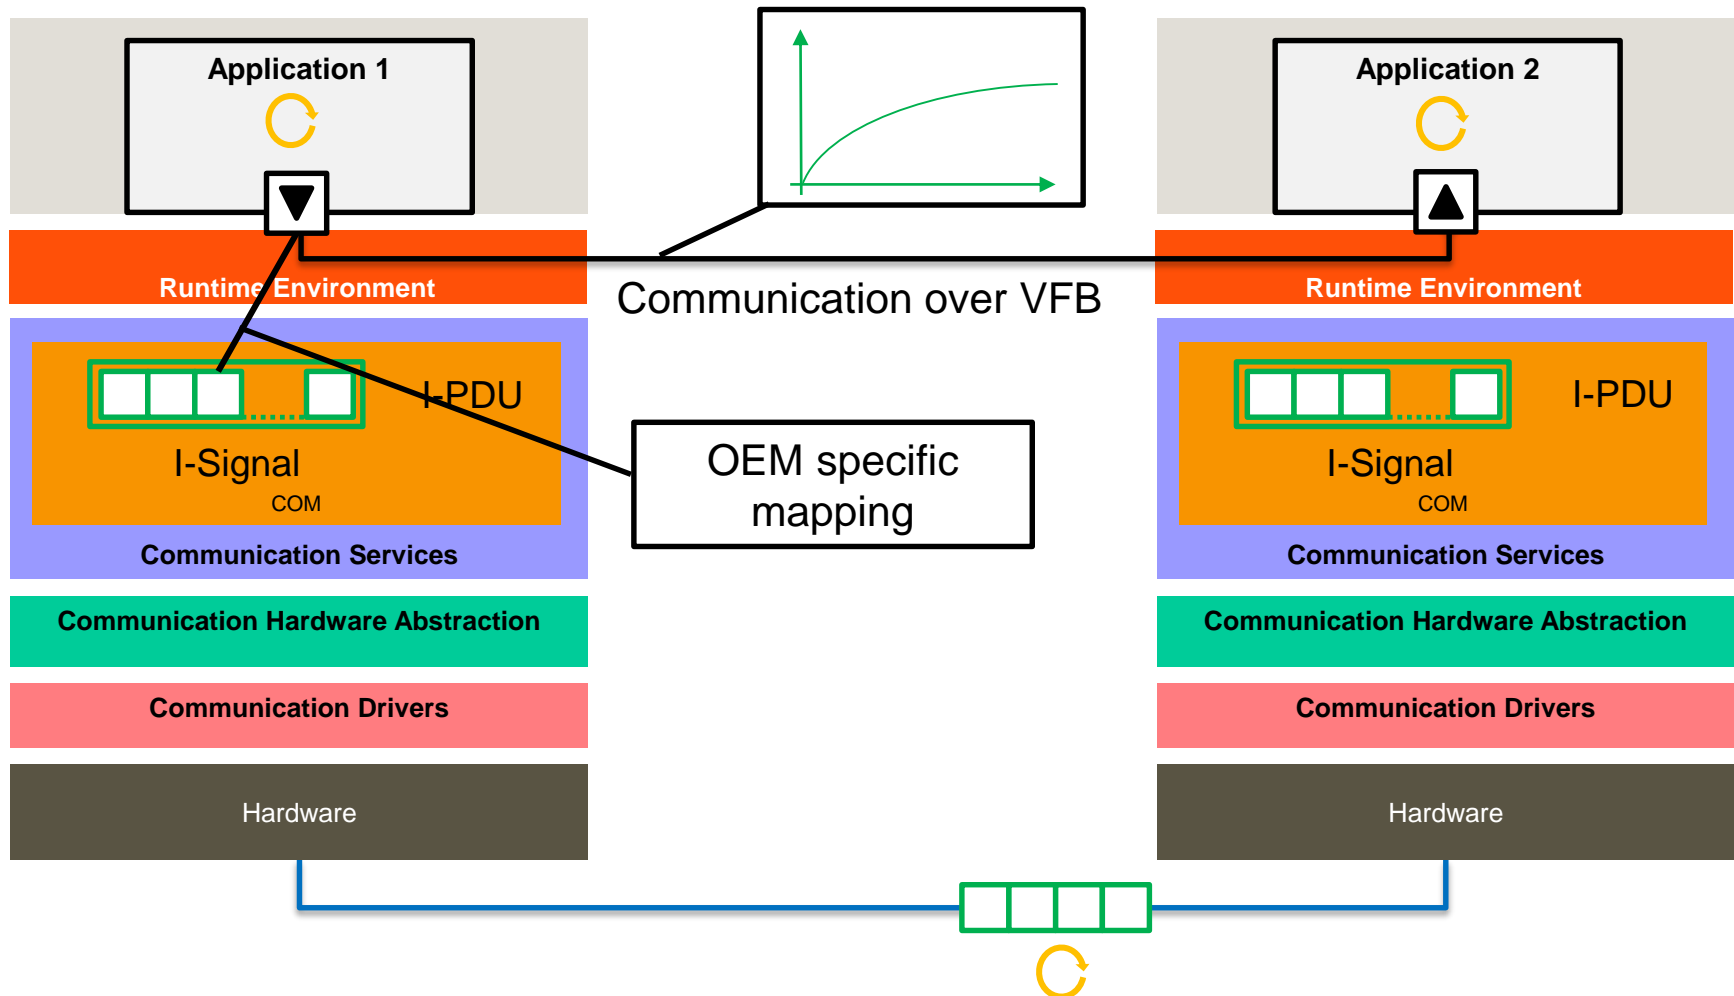 Application 1
Application 2
Runtime Environment
Communication over VFB
Runtime Environment
I-PDU
I-Signal
COM
Communication Services
OEM specific
mapping
I-PDU
I-Signal
COM
Communication Services
Communication Hardware Abstraction
Communication Hardware Abstraction
Communication Drivers
Communication Drivers
Hardware
Hardware